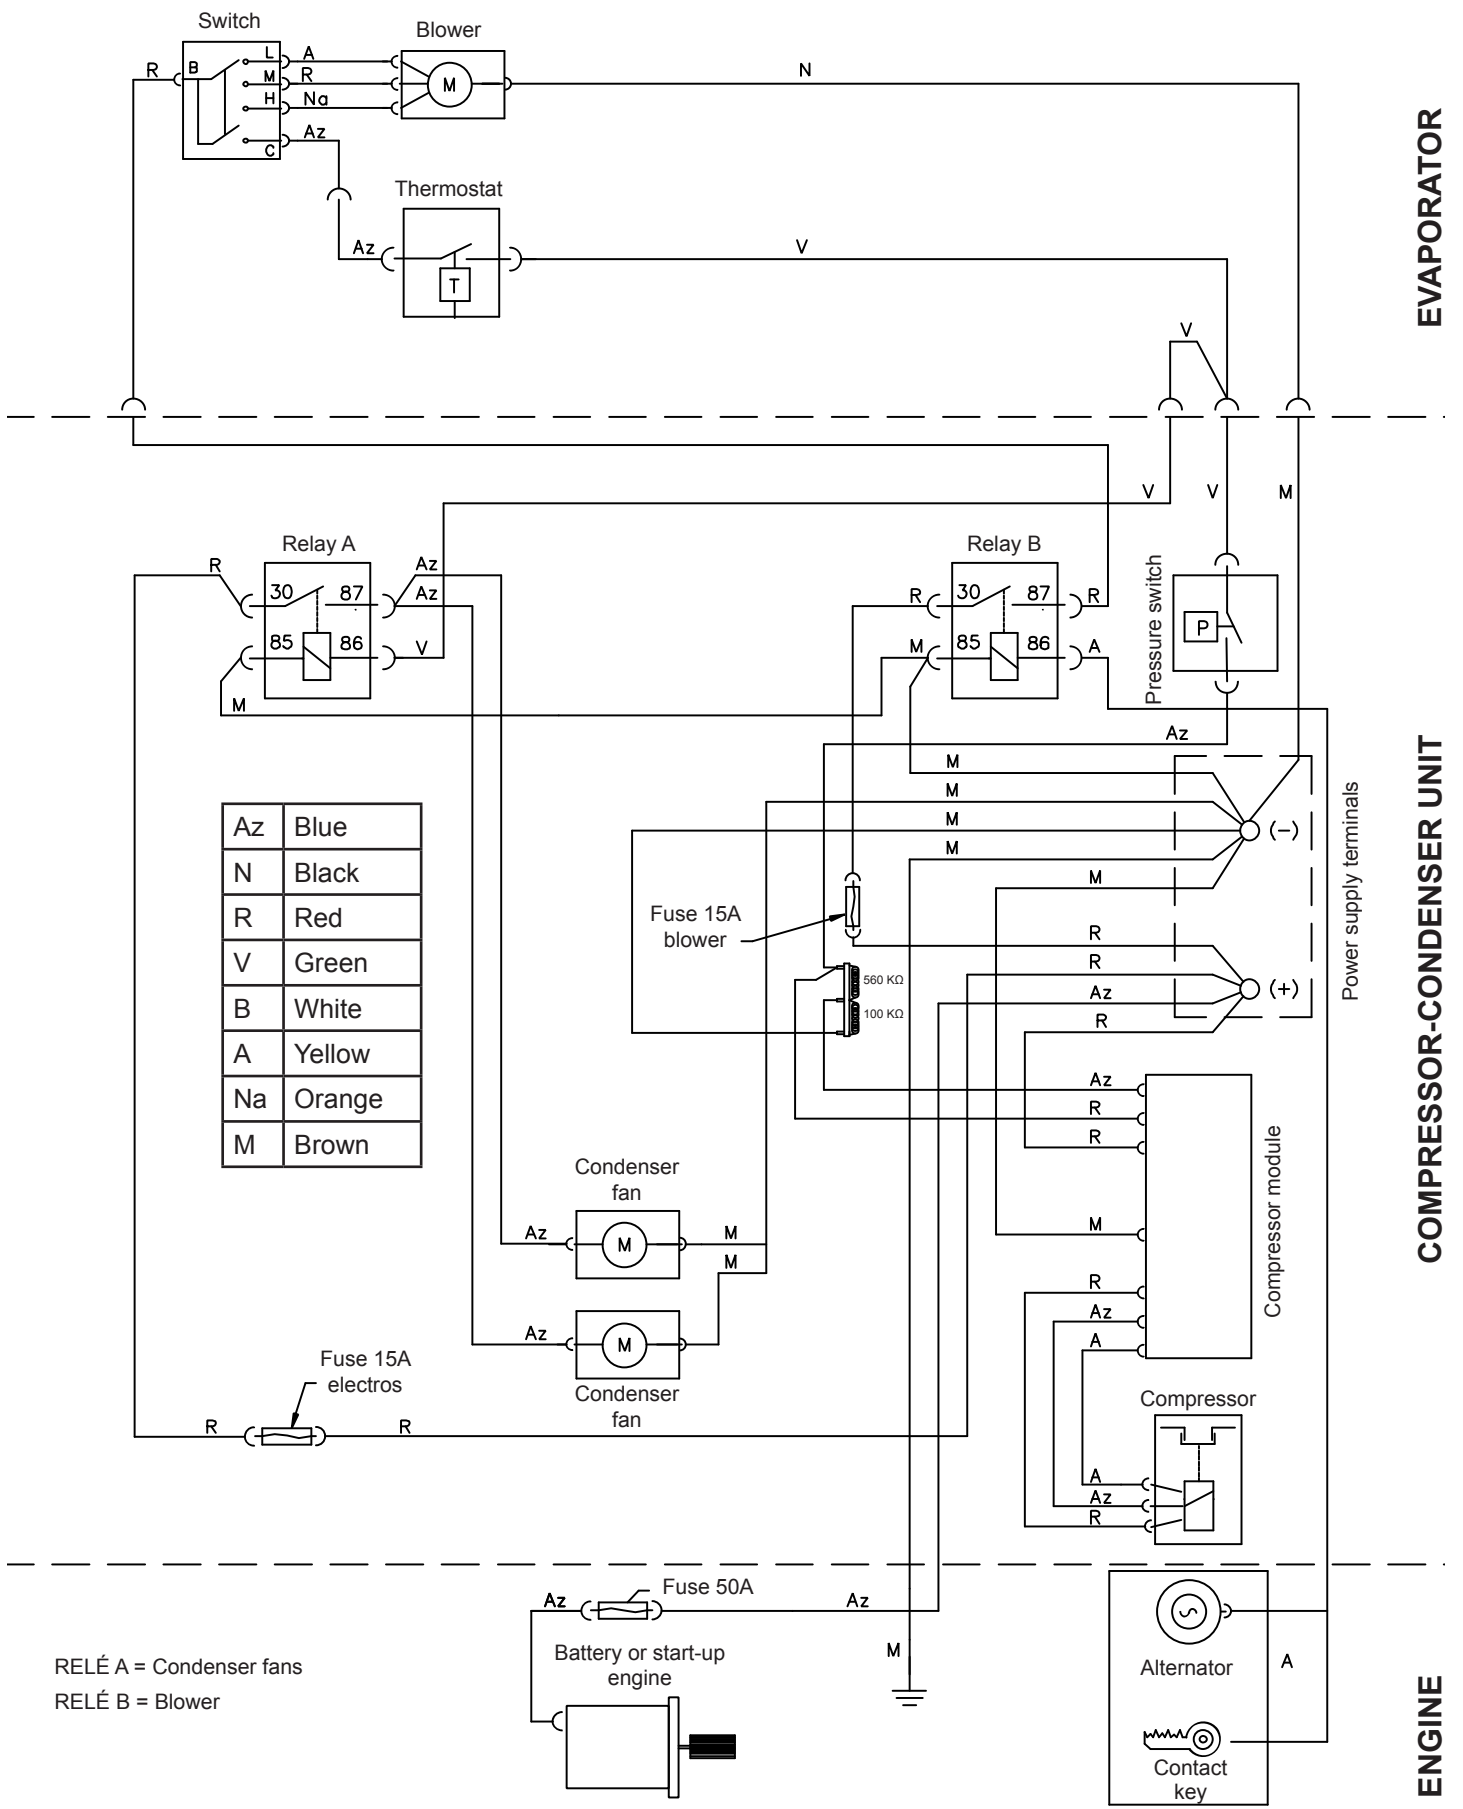 Switch
Blower
R
B
L
A
M
R
H
Na
C
Az
M
N
Thermostat
Az
T
V
V
EVAPORATOR
V
V
M
Relay A
R
30
87
85
86
Az
Az
V
M
Relay B
R
30
87
R
M
85
86
A
Pressure switch
P
Az
M
M
M
M
M
(−)
R
R
Az
R
(+)
Power supply terminals
Az
Blue
N
Black
R
Red
V
Green
B
White
A
Yellow
Na
Orange
M
Brown
Fuse 15A
blower
560 KΩ
100 KΩ
COMPRESSOR-CONDENSER UNIT
Az
R
R
M
R
Az
A
Compressor module
Condenser
fan
Az
M
M
M
Az
M
Condenser
fan
Fuse 15A
electros
R
R
Compressor
A
Az
R
Az
Fuse 50A
Az
Battery or start-up
engine
M
Alternator
A
Contact
key
RELÉ A = Condenser fans
RELÉ B = Blower
ENGINE